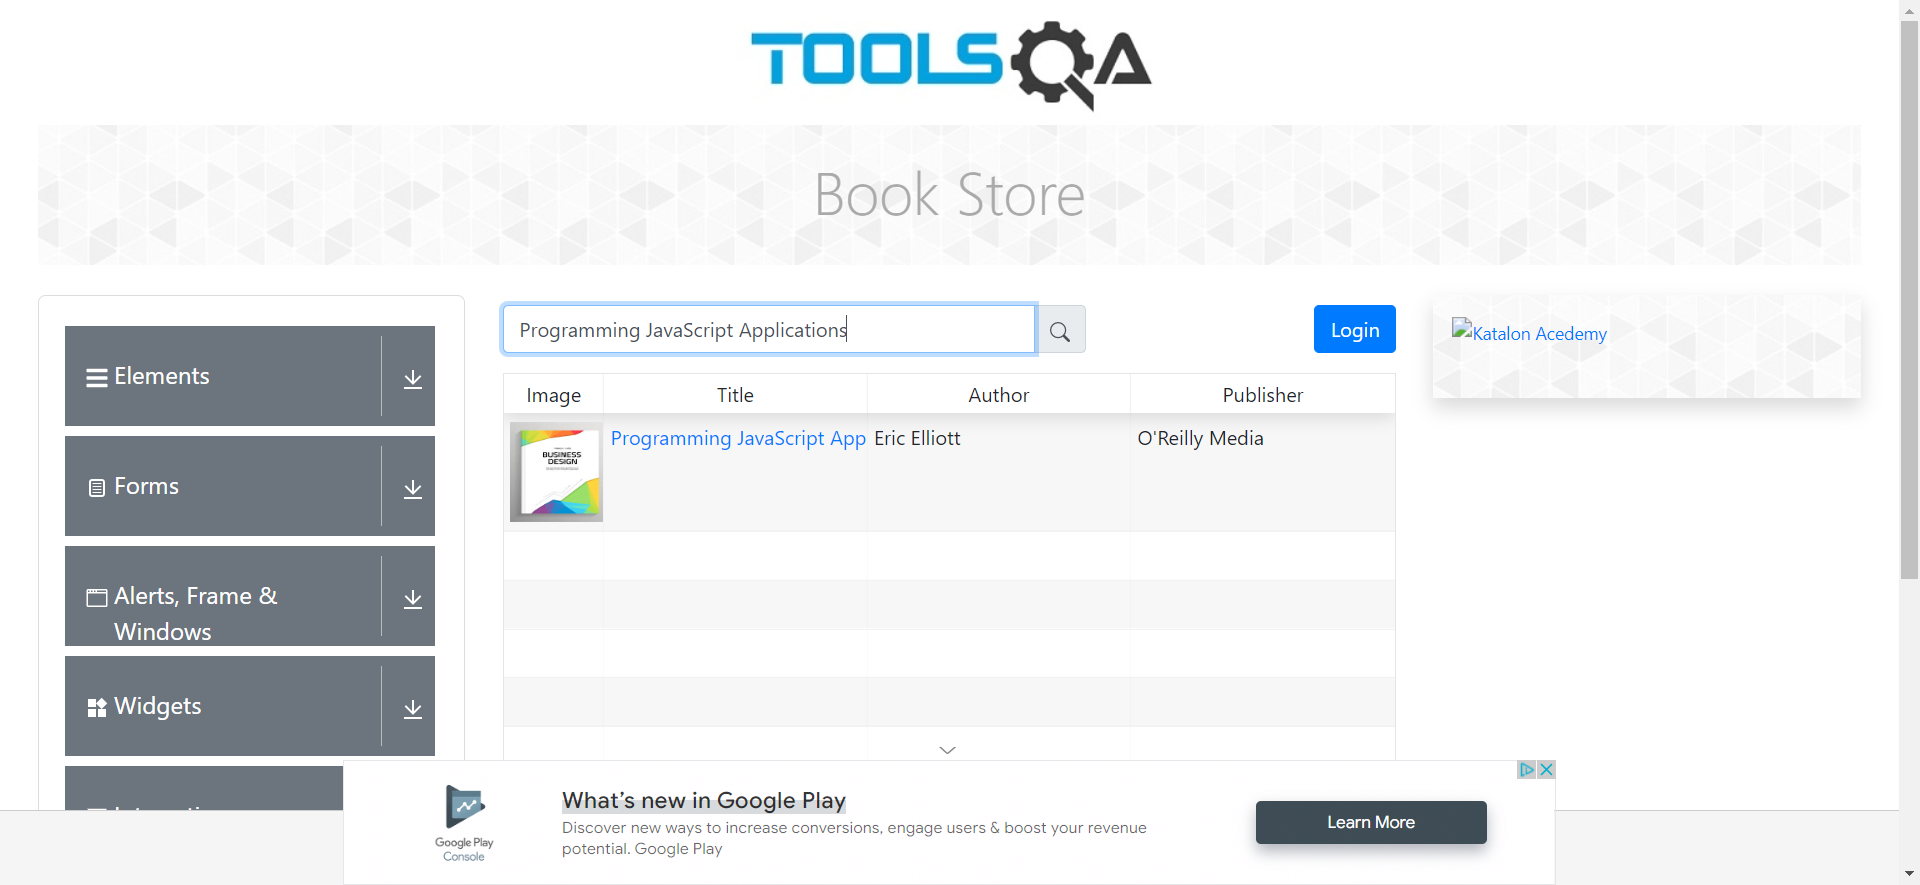 TOOLSQA
Book Store
Elements
Forms
Alerts, Frame &
Windows
Widgets
Programming JavaScript Applications
Login
Image Title Author Publisher
BUSINESS
DESIGN
Programming JavaScript App Eric Elliott O'Reilly Media
Katalon Acedemy
Google Play
Console
What's new in Google Play
Discover new ways to increase conversions, engage users & boost your revenue
potential. Google Play
Learn More